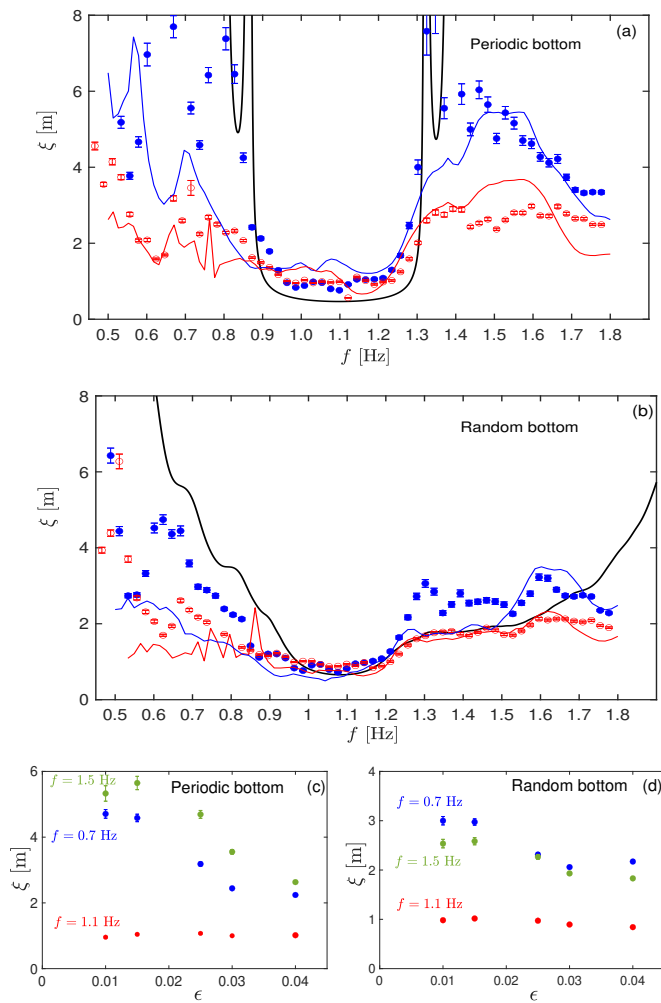 8
6
4
2
0
ξ [m]
(a)
Periodic bottom
0.5 0.6 0.7 0.8 0.9 1 1.1 1.2 1.3 1.4 1.5 1.6 1.7 1.8
f [Hz]
8
6
4
2
0
ξ [m]
(b)
Random bottom
0.5 0.6 0.7 0.8 0.9 1 1.1 1.2 1.3 1.4 1.5 1.6 1.7 1.8
f [Hz]
6
4
2
0
ξ [m]
f = 1.5 Hz
Periodic bottom
(c)
f = 0.7 Hz
f = 1.1 Hz
0.01 0.02 0.03 0.04
ϵ
4
3
2
1
0
ξ [m]
Random bottom
(d)
f = 0.7 Hz
f = 1.5 Hz
f = 1.1 Hz
0.01 0.02 0.03 0.04
ϵ